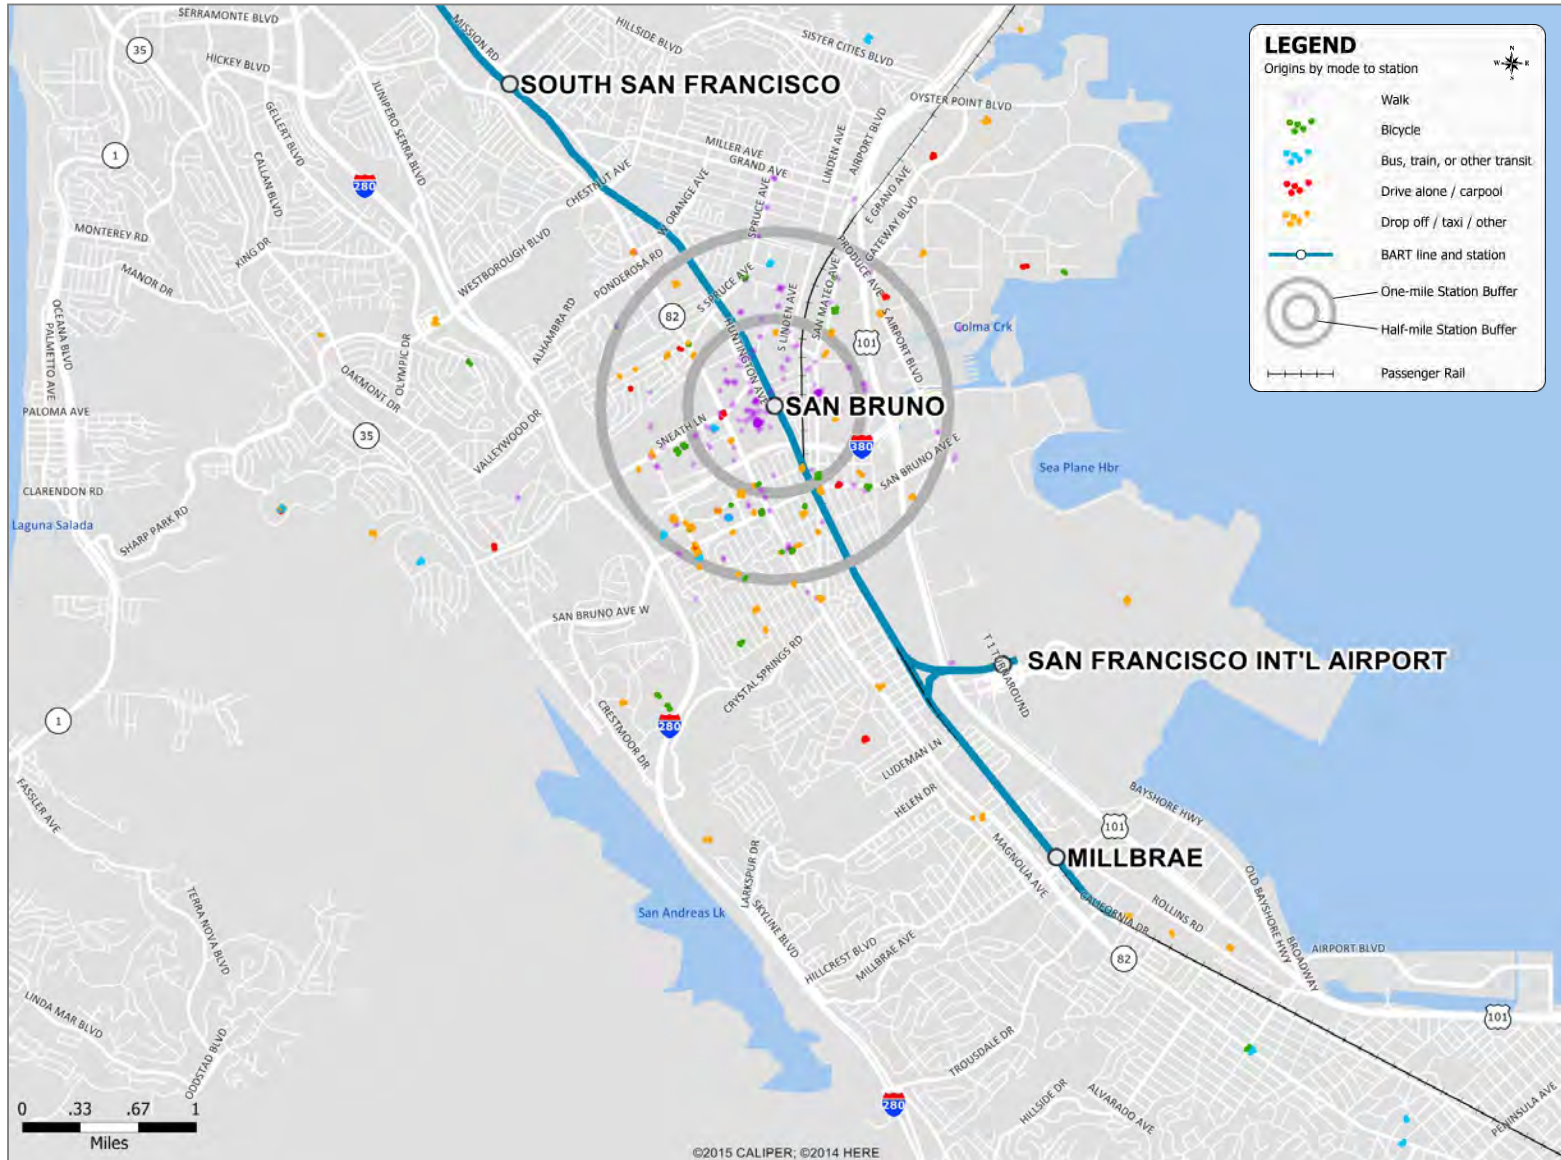 SERRAMONTE BLVD
MISSION RD
HILLSIDE BLVD
SISTER CITIES BLVD
35
HICKEY BLVD
JUNIPERO SERRA BLVD
SOUTH SAN FRANCISCO
OYSTER POINT BLVD
GELLERT BLVD
1
CALLAN BLVD
280
MILLER AVE
GRAND AVE
LINDEN AVE
AIRPORT BLVD
CHESTNUT AVE
W ORANGE AVE
SPRUCE AVE
E GRAND AVE
GATEWAY BLVD
MONTEREY RD
KING DR
MANOR DR
WESTBOROUGH BLVD
PONDEROSA RD
S SPRUCE AVE
PRODUCE AVE
SAN MATEO AVE
S LINDEN AVE
S AIRPORT BLVD
OCEANA BLVD
PALMETTO AVE
82
ALHAMBRA RD
HUNTINGTON AVE
101
Colma Crk
OLYMPIC DR
OAKMONT DR
PALOMA AVE
35
VALLEYWOOD DR
SNEATH LN
SAN BRUNO
380
SAN BRUNO AVE E
Sea Plane Hbr
CLARENDON RD
Laguna Salada
SHARP PARK RD
SAN BRUNO AVE W
T 1 TURNAROUND
SAN FRANCISCO INT'L AIRPORT
CRYSTAL SPRINGS RD
1
280
CRESTMOOR DR
LUDEMAN LN
HELEN DR
FASSLER AVE
BAYSHORE HWY
101
MILLBRAE
MAGNOLIA AVE
LARKSPUR DR
OLD BAYSHORE HWY
TERRA NOVA BLVD
San Andreas Lk
SKYLINE BLVD
CALIFORNIA DR
ROLLINS RD
HILLCREST BLVD
MILLBRAE AVE
82
BROADWAY
AIRPORT BLVD
101
LINDA MAR BLVD
ODDSTAD BLVD
TROUSDALE DR
280
HILLSIDE DR
ALVARADO AVE
PENINSULA AVE
0 .33 .67 1
Miles
©2015 CALIPER; ©2014 HERE
LEGEND
Origins by mode to station
N
W E
S
Walk
Bicycle
Bus, train, or other transit
Drive alone / carpool
Drop off / taxi / other
BART line and station
One-mile Station Buffer
Half-mile Station Buffer
Passenger Rail